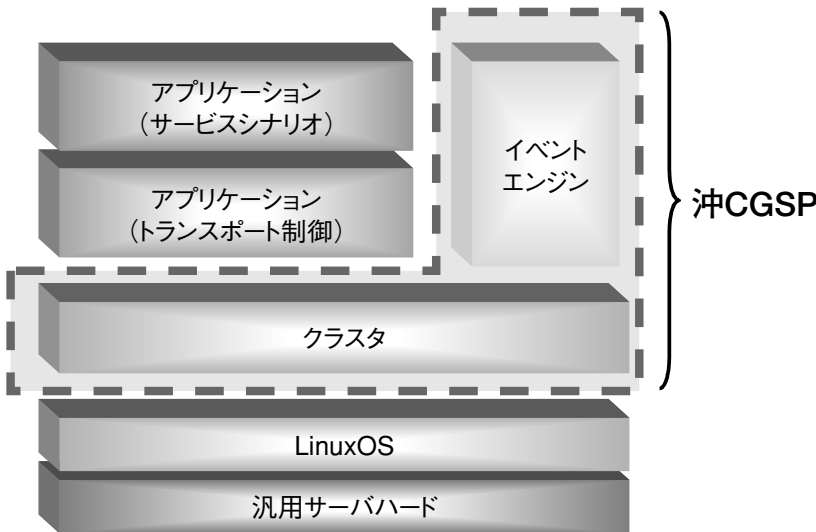 アプリケーション
（サービスシナリオ）
アプリケーション
（トランスポート制御）
イベント
エンジン
沖CGSP
クラスタ
LinuxOS
汎用サーバハード